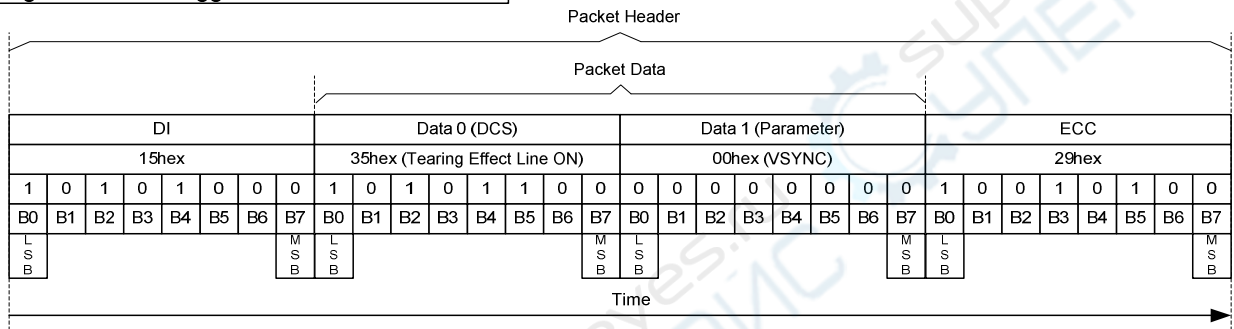 Packet Header
Packet Data
DI Data 0 (DCS) Data 1 (Parameter) ECC
15hex 35hex (Tearing Effect Line ON) 00hex (VSYNC) 29hex
1 0 1 0 1 0 0 0 1 0 1 0 1 1 0 0 0 0 0 0 0 0 0 0 1 0 0 1 0 1 0 0
B0 B1 B2 B3 B4 B5 B6 B7 B0 B1 B2 B3 B4 B5 B6 B7 B0 B1 B2 B3 B4 B5 B6 B7 B0 B1 B2 B3 B4 B5 B6 B7
LSB MSB LSB MSB LSB MSB LSB MSB
Time